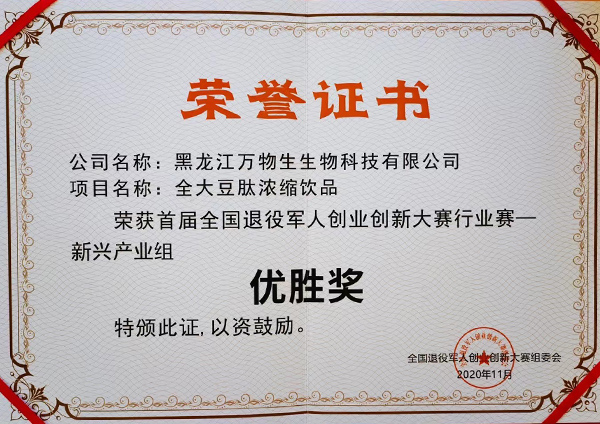 荣誉证书
公司名称：黑龙江万物生生物科技有限公司
项目名称：全大豆肽浓缩饮品
荣获首届全国退役军人创业创新大赛行业赛—
新兴产业组
优胜奖
特颁此证,以资鼓励。
全国退役军人创业创新大赛组委会
2020年11月